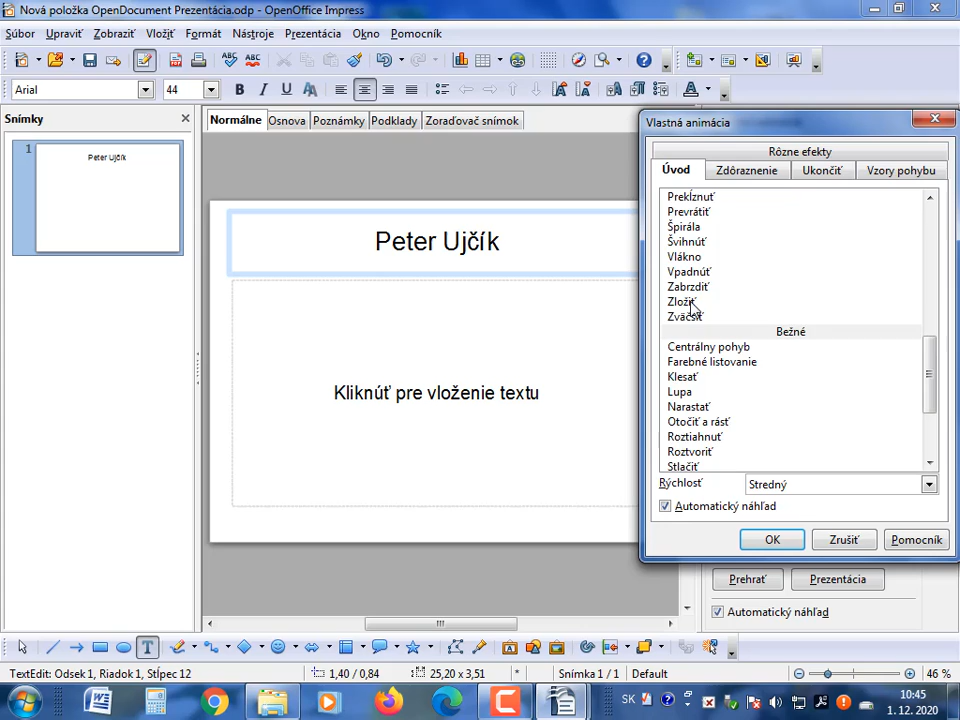 Nová položka OpenDocument Prezentácia.odp - OpenOffice Impress
Súbor Upraviť Zobraziť Vložiť Formát Nástroje Prezentácia Okno Pomocník
Arial 44
Snímky
Normálne Osnova Poznámky Podklady Zoraďovač snímok
1
Peter Ujčík
Peter Ujčík
Kliknúť pre vloženie textu
Vlastná animácia
Rôzne efekty
Úvod Zdôraznenie Ukončiť Vzory pohybu
Prekĺznuť
Prevrátiť
Špirála
Švihnúť
Vlákno
Vpadnúť
Zabrzdiť
Zložiť
Zväčsiť
Bežné
Centrálny pohyb
Farebné listovanie
Klesať
Lupa
Narastať
Otočiť a rásť
Roztiahnuť
Roztvoriť
Stlačiť
Rýchlosť Stredný
Automatický náhľad
OK Zrušiť Pomocník
Prehrať Prezentácia
Automatický náhľad
TextEdit: Odsek 1, Riadok 1, Stĺpec 12 1,40 / 0,84 25,20 x 3,51 * Snímka 1 / 1 Default 46 %
SK
10:45
1. 12. 2020